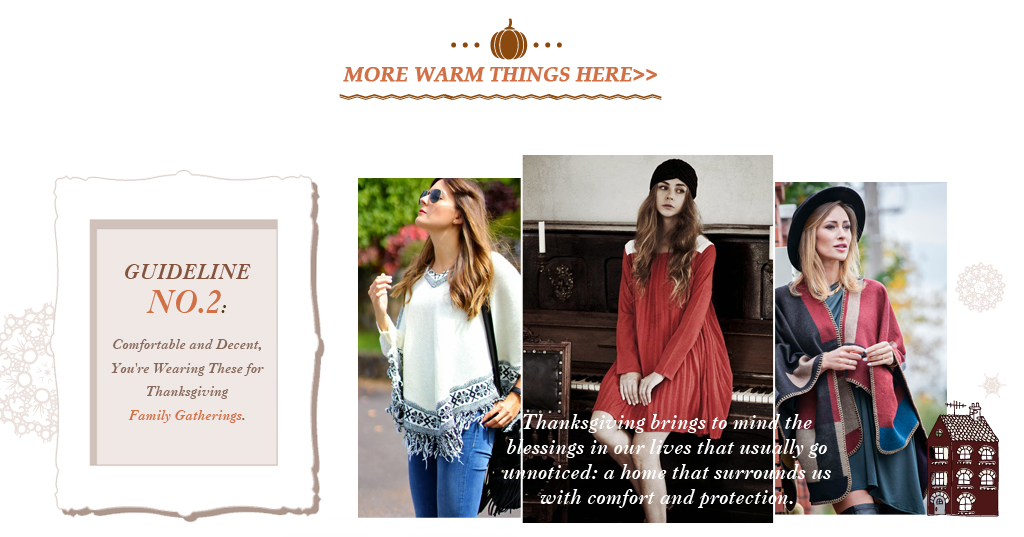 MORE WARM THINGS HERE>>
GUIDELINE
NO.2:
Comfortable and Decent,
You're Wearing These for
Thanksgiving
Family Gatherings.
Thanksgiving brings to mind the
blessings in our lives that usually go
unnoticed: a home that surrounds us
with comfort and protection.